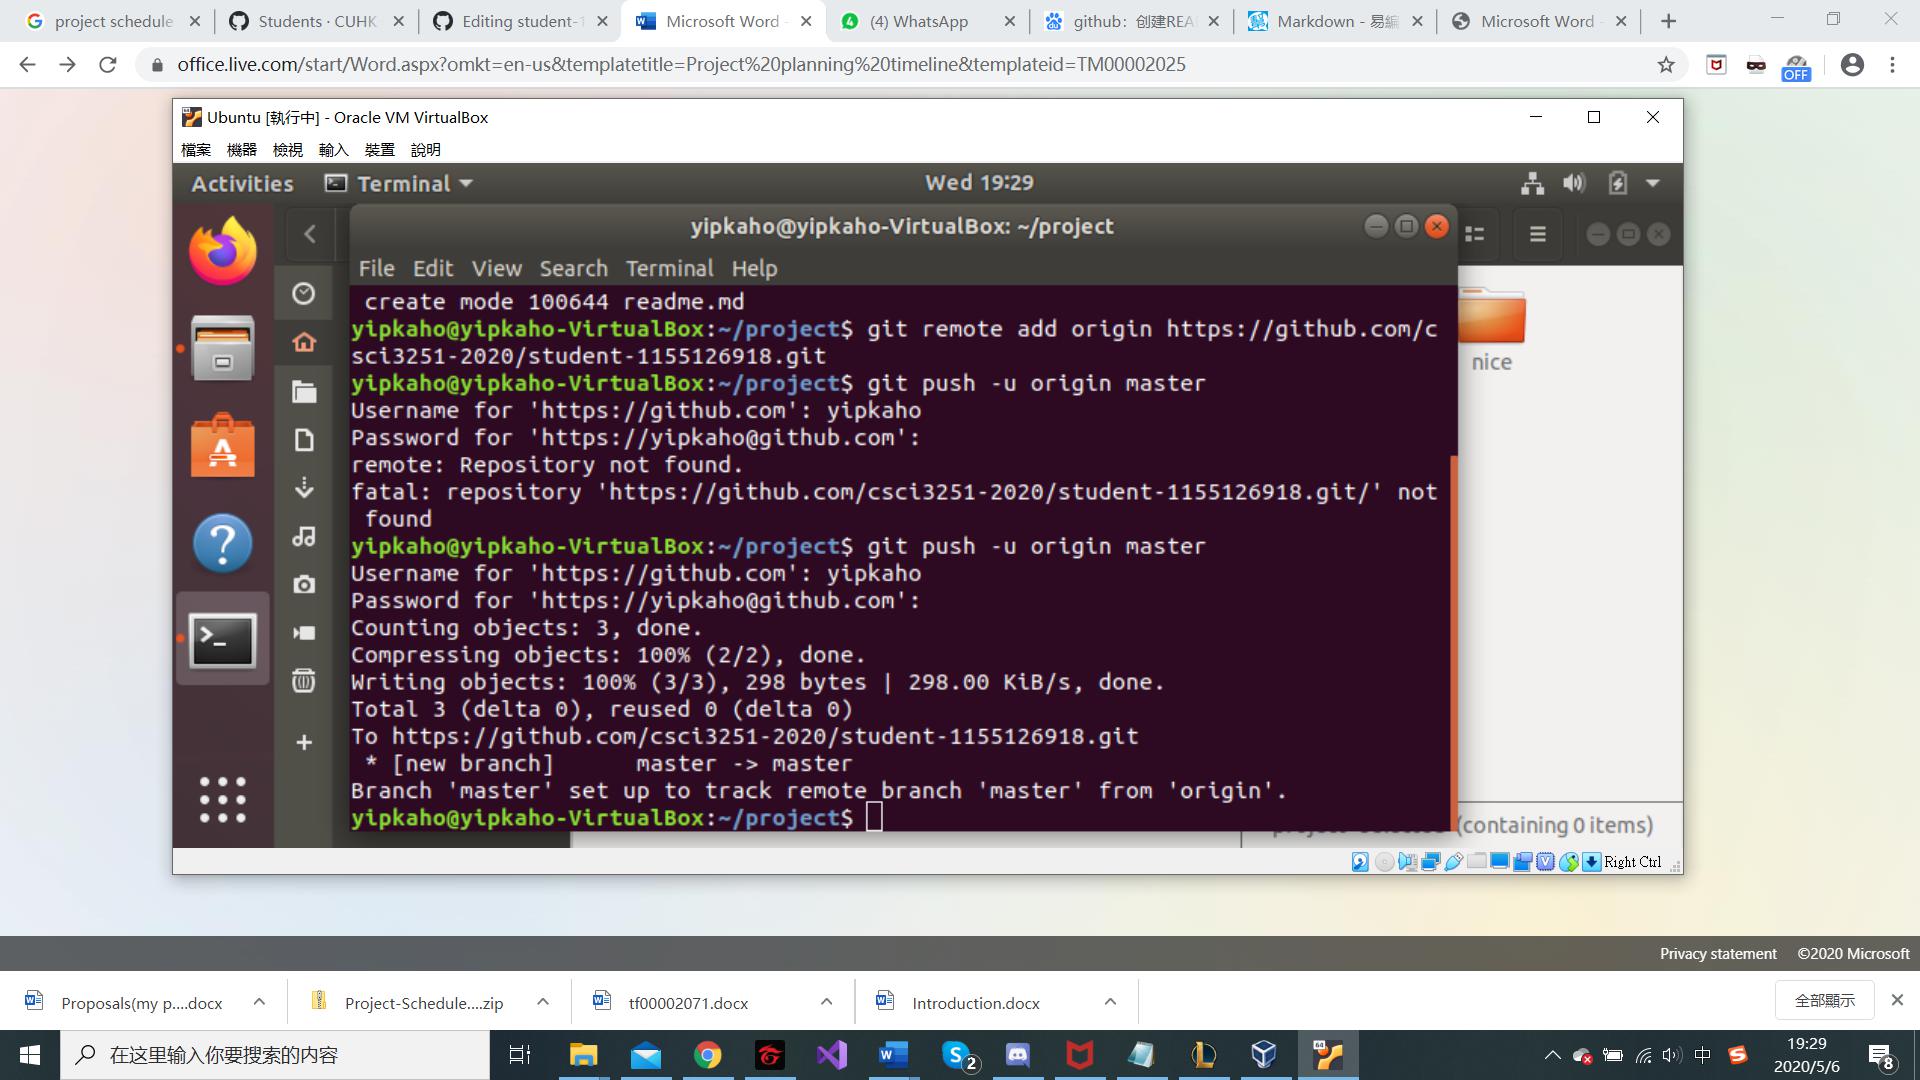 project schedule
Students · CUHK
Editing student-1
Microsoft Word -
(4) WhatsApp
github：创建REA
Markdown - 易編
Microsoft Word -
office.live.com/start/Word.aspx?omkt=en-us&templatetitle=Project%20planning%20timeline&templateid=TM00002025
OFF
Ubuntu [執行中] - Oracle VM VirtualBox
檔案 機器 檢視 輸入 裝置 說明
Activities Terminal Wed 19:29
yipkaho@yipkaho-VirtualBox: ~/project
File Edit View Search Terminal Help
create mode 100644 readme.md
yipkaho@yipkaho-VirtualBox:~/project$ git remote add origin https://github.com/c
sci3251-2020/student-1155126918.git
yipkaho@yipkaho-VirtualBox:~/project$ git push -u origin master
Username for 'https://github.com': yipkaho
Password for 'https://yipkaho@github.com':
remote: Repository not found.
fatal: repository 'https://github.com/csci3251-2020/student-1155126918.git/' not
found
yipkaho@yipkaho-VirtualBox:~/project$ git push -u origin master
Username for 'https://github.com': yipkaho
Password for 'https://yipkaho@github.com':
Counting objects: 3, done.
Compressing objects: 100% (2/2), done.
Writing objects: 100% (3/3), 298 bytes | 298.00 KiB/s, done.
Total 3 (delta 0), reused 0 (delta 0)
To https://github.com/csci3251-2020/student-1155126918.git
* [new branch]      master -> master
Branch 'master' set up to track remote branch 'master' from 'origin'.
yipkaho@yipkaho-VirtualBox:~/project$
nice
(containing 0 items)
Right Ctrl
Privacy statement ©2020 Microsoft
Proposals(my p....docx
Project-Schedule....zip
tf00002071.docx
Introduction.docx
全部顯示
在这里输入你要搜索的内容
2
中
19:29
2020/5/6
8